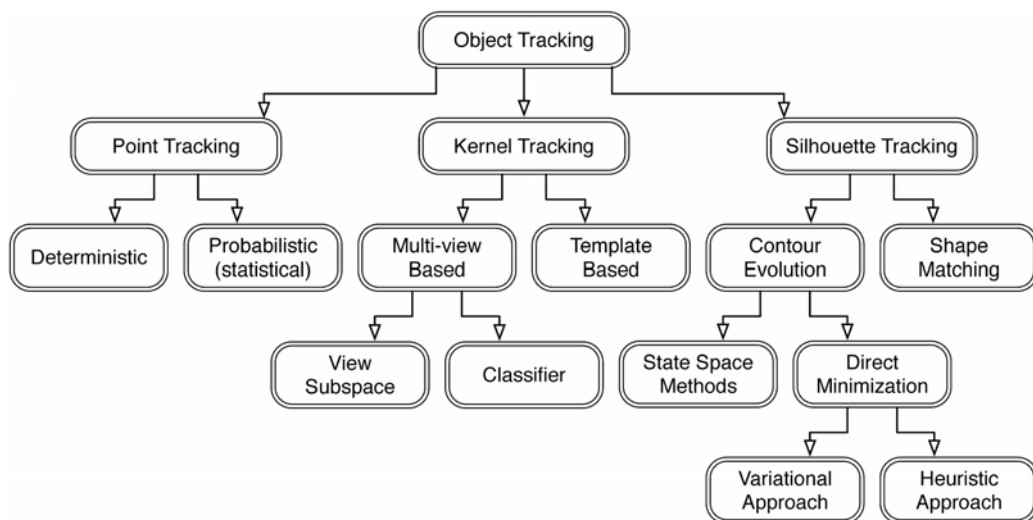 Object Tracking
Point Tracking
Kernel Tracking
Silhouette Tracking
Deterministic
Probabilistic
(statistical)
Multi-view
Based
Template
Based
Contour
Evolution
Shape
Matching
View
Subspace
Classifier
State Space
Methods
Direct
Minimization
Variational
Approach
Heuristic
Approach